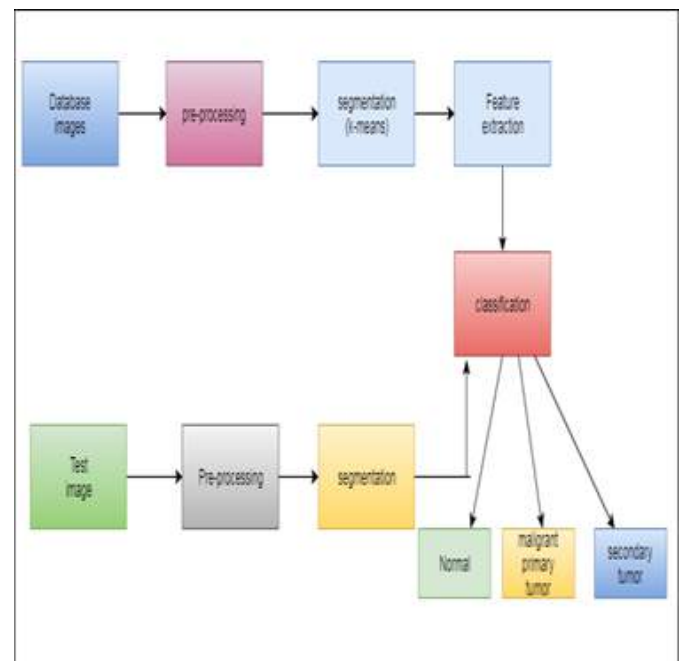 Database
images
pre-processing
segmentation
(k-means)
Feature
extraction
classification
Test
image
Pre-processing
segmentation
Normal
maligrant
primary
tumor
secondary
tumor